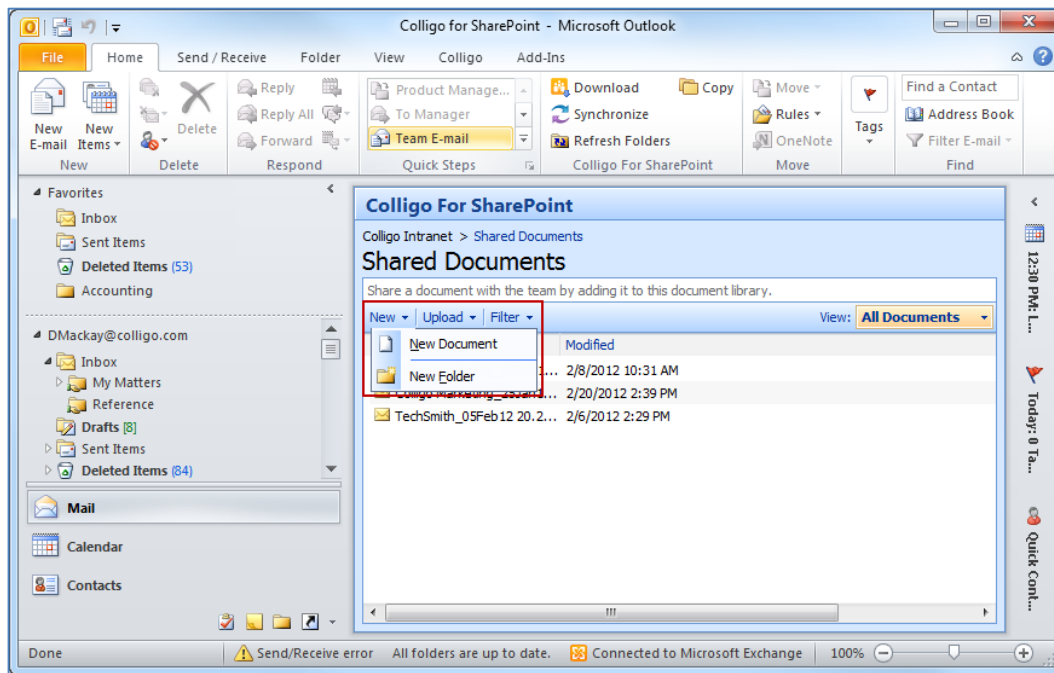 Colligo for SharePoint - Microsoft Outlook
File Home Send / Receive Folder View Colligo Add-Ins
New E-mail
New Items
New
Delete
Delete
Reply
Reply All
Forward
Respond
Product Manage...
To Manager
Team E-mail
Quick Steps
Download
Copy
Synchronize
Refresh Folders
Colligo For SharePoint
Move
Rules
OneNote
Move
Tags
Find a Contact
Address Book
Filter E-mail
Find
Favorites
Inbox
Sent Items
Deleted Items (53)
Accounting
DMackay@colligo.com
Inbox
My Matters
Reference
Drafts [8]
Sent Items
Deleted Items (84)
Mail
Calendar
Contacts
Colligo For SharePoint
Colligo Intranet > Shared Documents
Shared Documents
Share a document with the team by adding it to this document library.
New Upload Filter View: All Documents
New Document
New Folder
Modified
1... 2/8/2012 10:31 AM
2/20/2012 2:39 PM
TechSmith_05Feb12 20.2... 2/6/2012 2:29 PM
12:30 PM: L...
Today: 0 Ta...
Quick Cont...
Done Send/Receive error All folders are up to date. Connected to Microsoft Exchange 100%